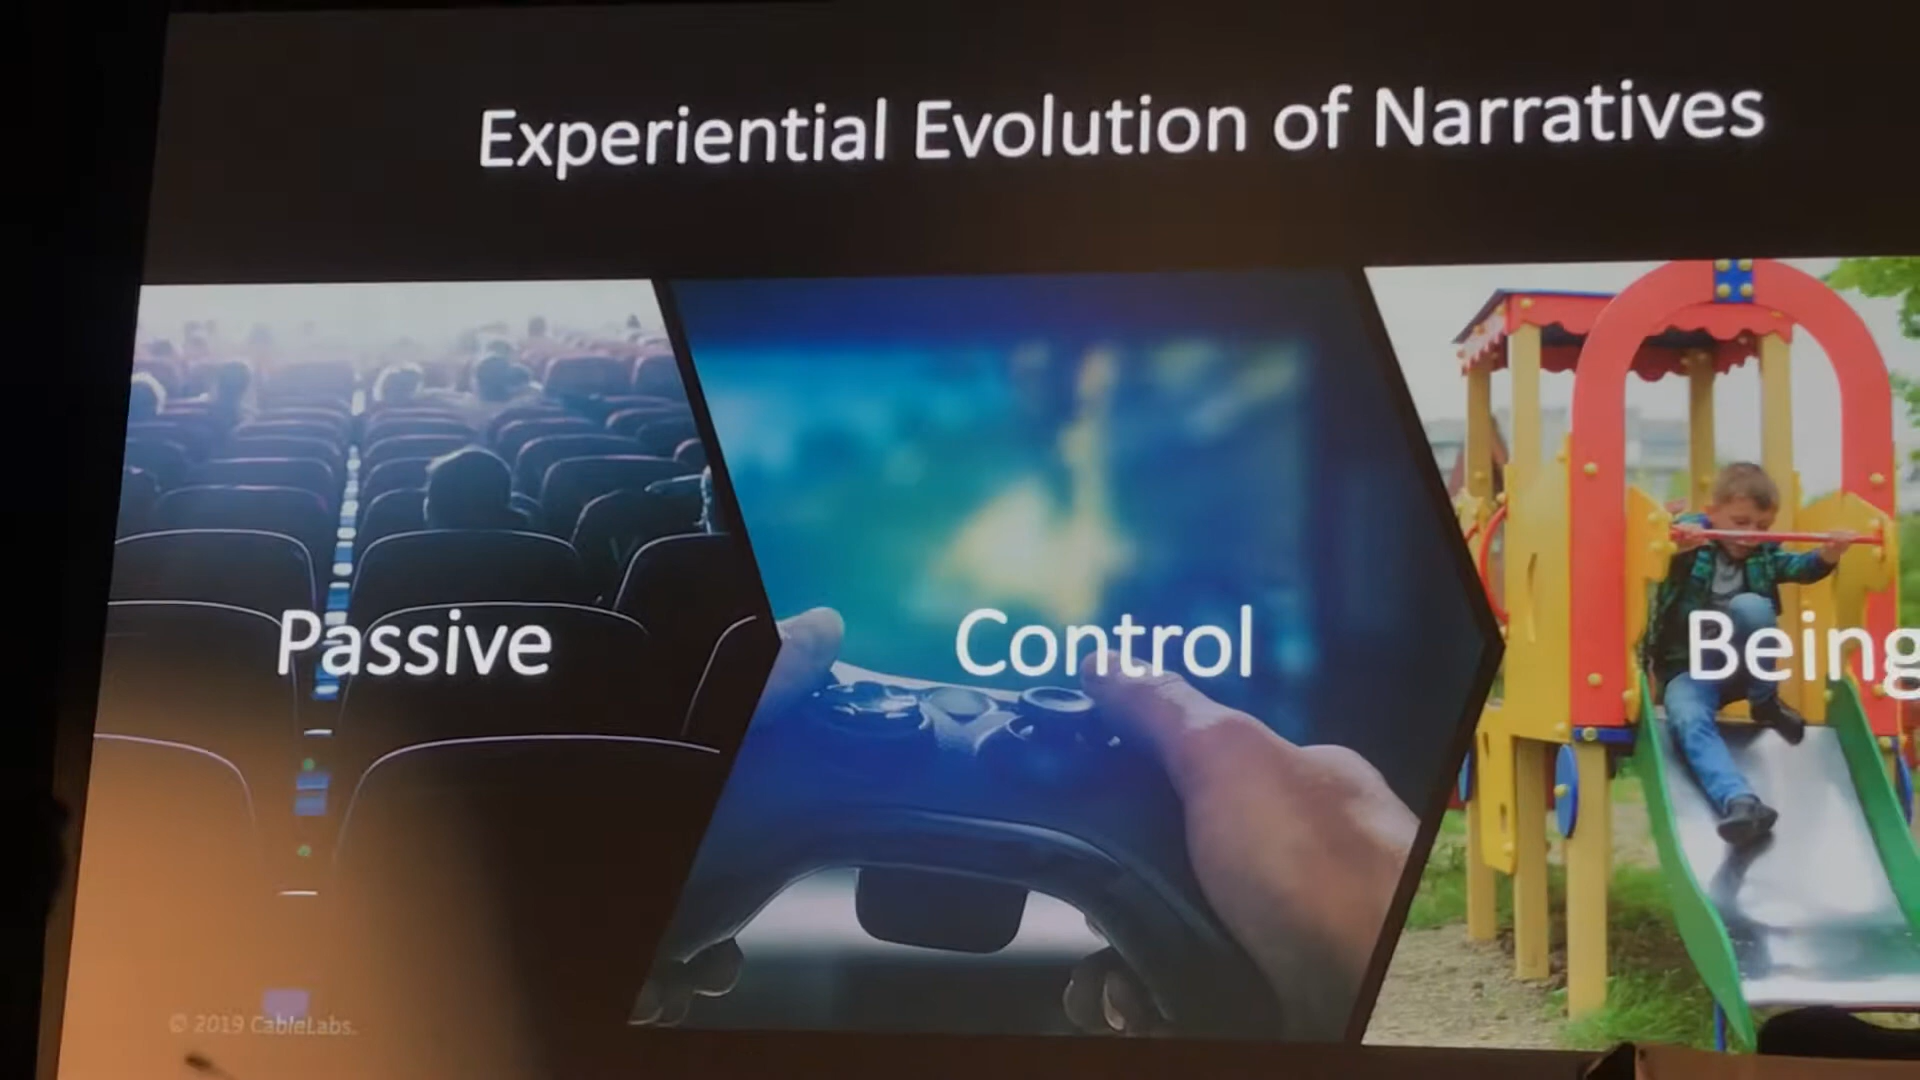 Experiential Evolution of Narratives
Passive
Control
Being
© 2019 CableLabs.